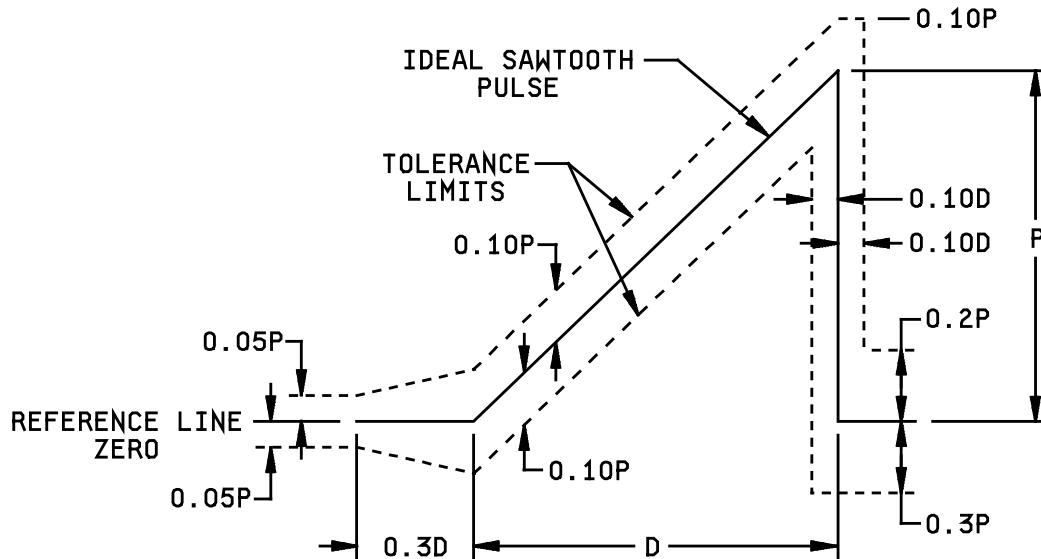 0.10P
IDEAL SAWTOOTH
PULSE
TOLERANCE
LIMITS
0.10D
0.10P
0.10D
P
0.2P
0.05P
REFERENCE LINE
ZERO
0.10P
0.05P
0.3P
0.3D
D